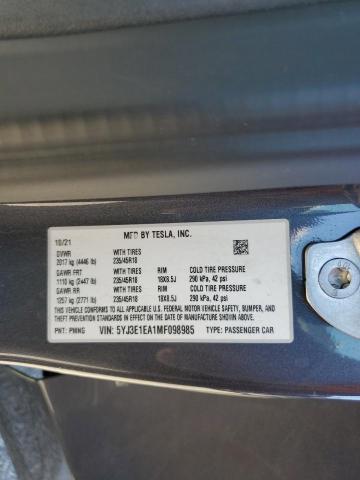 MFD BY TESLA, INC.
10/21
GVWR WITH TIRES
2017 kg (4446 lb) 235/45R18
GAWR FRT WITH TIRES RIM COLD TIRE PRESSURE
1110 kg (2447 lb) 235/45R18 18X8.5J 290 kPa, 42 psi
GAWR RR WITH TIRES RIM COLD TIRE PRESSURE
1257 kg (2771 lb) 235/45R18 18X8.5J 290 kPa, 42 psi
THIS VEHICLE CONFORMS TO ALL APPLICABLE U.S. FEDERAL MOTOR VEHICLE SAFETY, BUMPER, AND
THEFT PREVENTION STANDARDS IN EFFECT ON THE DATE OF MANUFACTURE SHOWN ABOVE.
PNT: PMNG VIN: 5YJ3E1EA1MF098985 TYPE: PASSENGER CAR